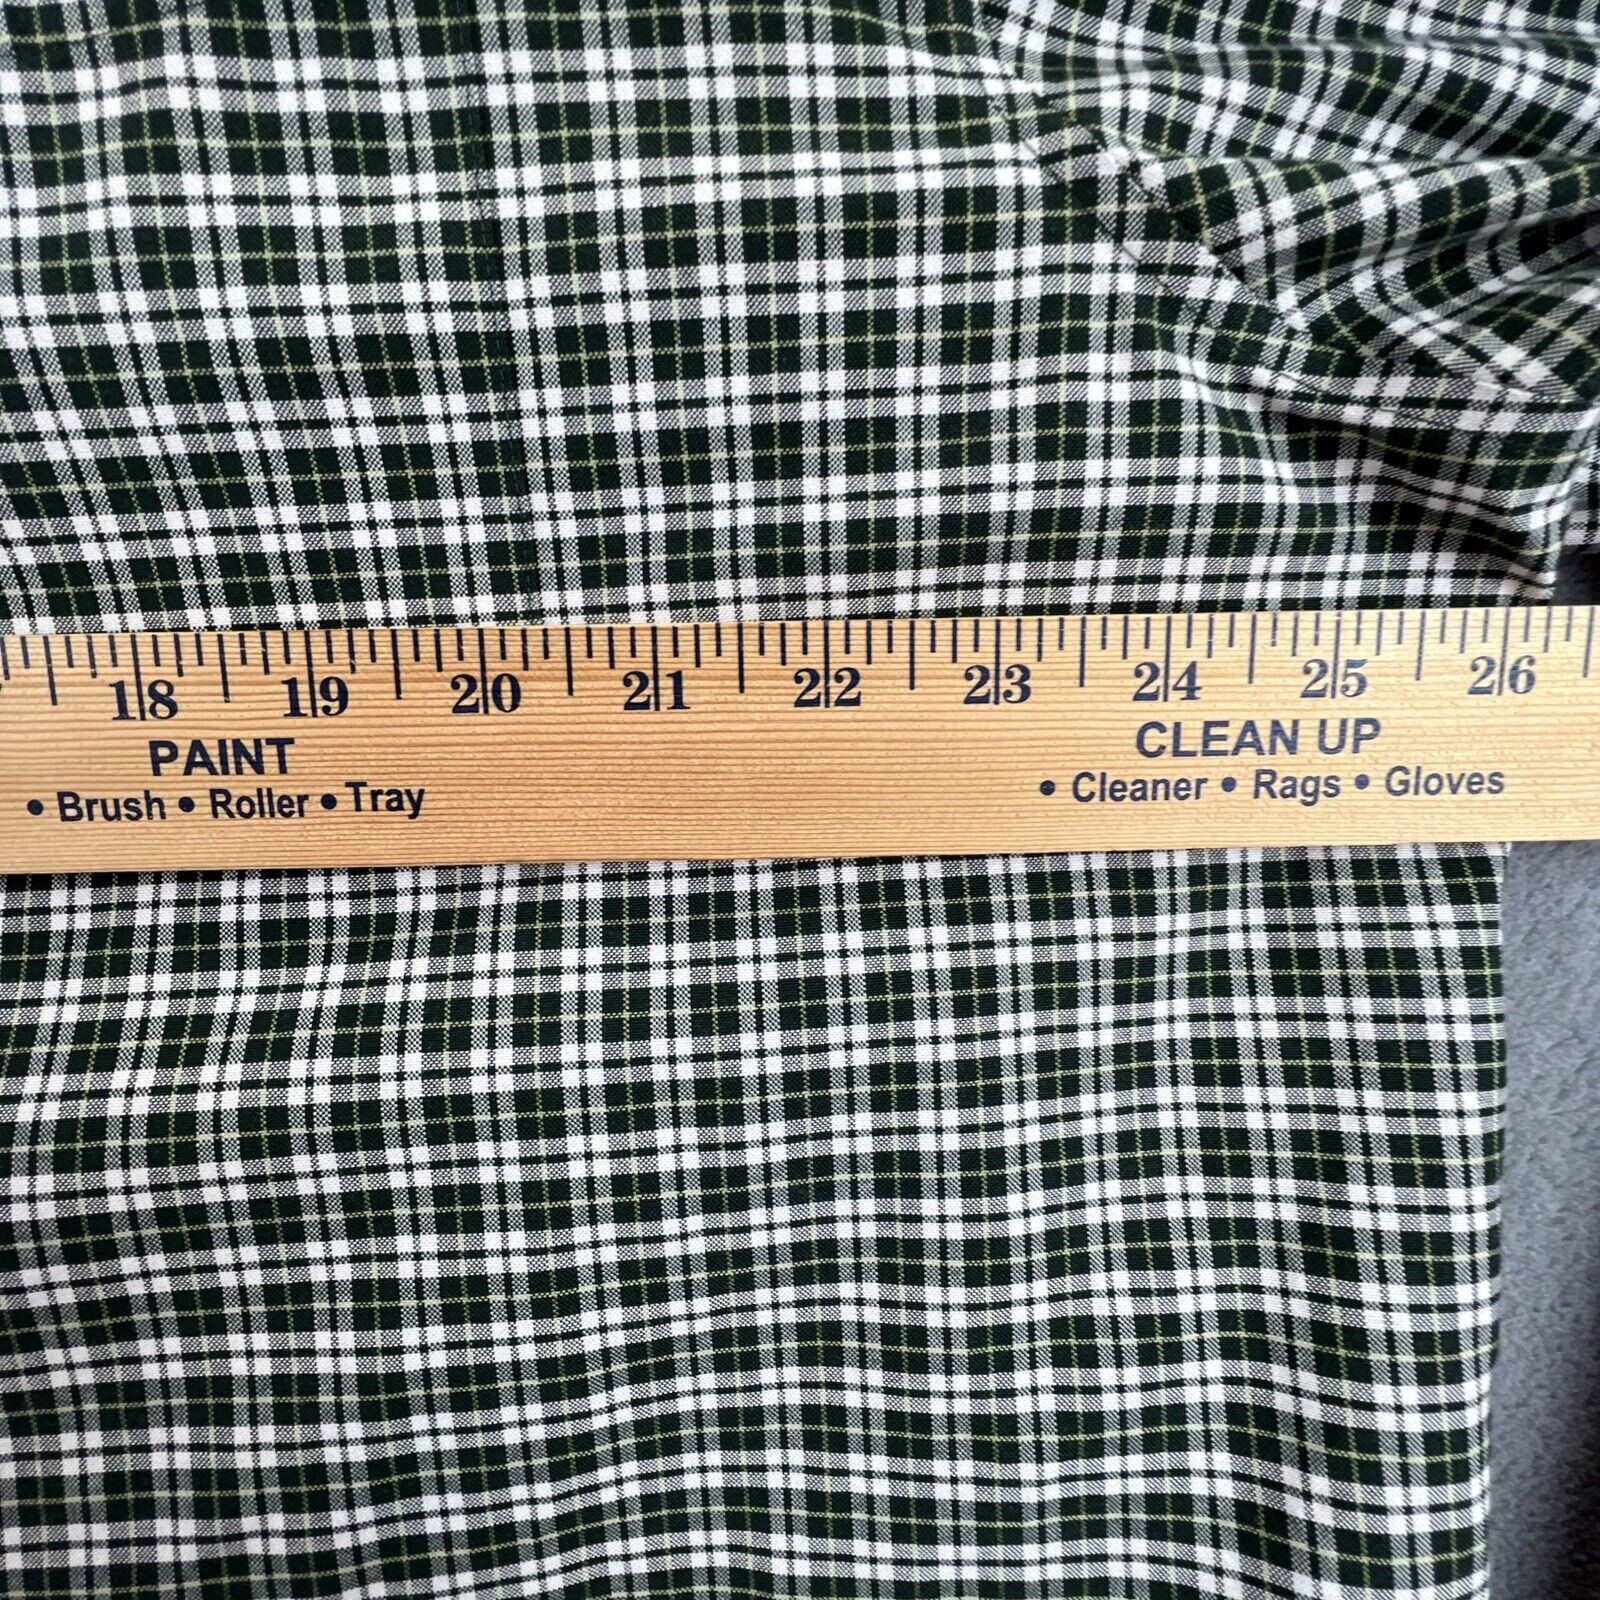 18 19 20 21 22 23 24 25 26
PAINT
• Brush • Roller • Tray
CLEAN UP
• Cleaner • Rags • Gloves